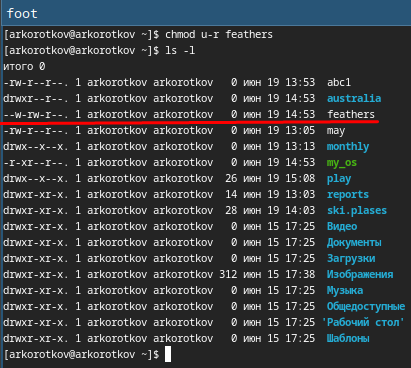 foot
[arkorotkov@arkorotkov ~]$ chmod u-r feathers
[arkorotkov@arkorotkov ~]$ ls -l
итого 0
-rw-r--r--. 1 arkorotkov arkorotkov   0 июн 19 13:53  abc1
drwxr--r--. 1 arkorotkov arkorotkov   0 июн 19 14:53  australia
--w-rw-r--. 1 arkorotkov arkorotkov   0 июн 19 14:53  feathers
-rw-r--r--. 1 arkorotkov arkorotkov   0 июн 19 13:05  may
drwx--x--x. 1 arkorotkov arkorotkov   0 июн 19 13:13  monthly
-r-xr--r--. 1 arkorotkov arkorotkov   0 июн 19 14:53  my_os
drwx--x--x. 1 arkorotkov arkorotkov  26 июн 19 15:08  play
drwxr-xr-x. 1 arkorotkov arkorotkov  14 июн 19 13:03  reports
drwxr-xr-x. 1 arkorotkov arkorotkov  28 июн 19 14:03  ski.plases
drwxr-xr-x. 1 arkorotkov arkorotkov   0 июн 15 17:25  Видео
drwxr-xr-x. 1 arkorotkov arkorotkov   0 июн 15 17:25  Документы
drwxr-xr-x. 1 arkorotkov arkorotkov   0 июн 15 17:25  Загрузки
drwxr-xr-x. 1 arkorotkov arkorotkov 312 июн 15 17:38  Изображения
drwxr-xr-x. 1 arkorotkov arkorotkov   0 июн 15 17:25  Музыка
drwxr-xr-x. 1 arkorotkov arkorotkov   0 июн 15 17:25  Общедоступные
drwxr-xr-x. 1 arkorotkov arkorotkov   0 июн 15 17:25 'Рабочий стол'
drwxr-xr-x. 1 arkorotkov arkorotkov   0 июн 15 17:25  Шаблоны
[arkorotkov@arkorotkov ~]$